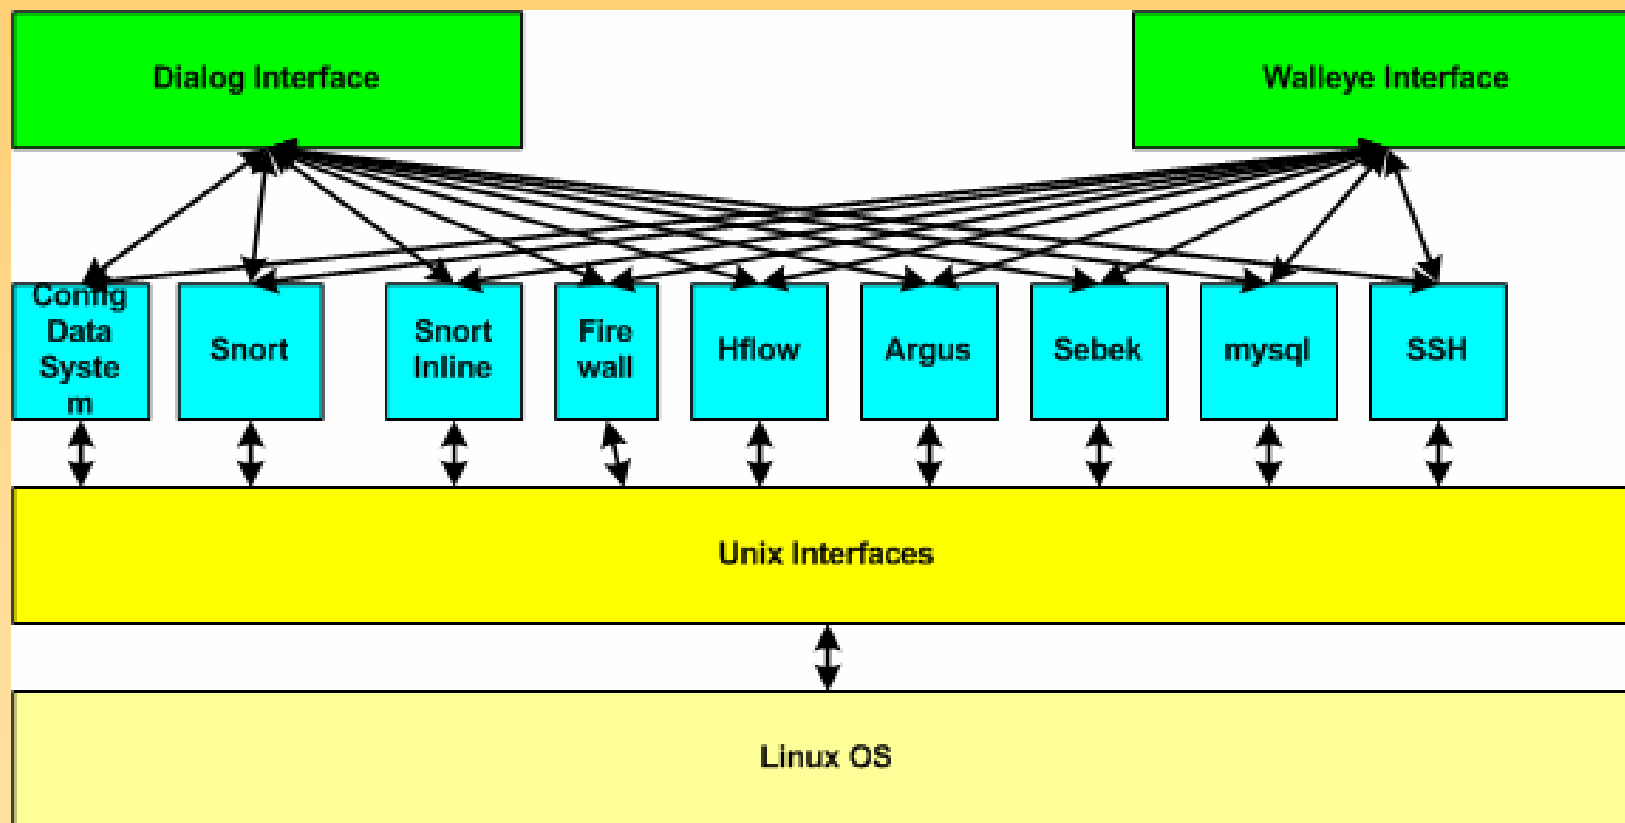 Dialog Interface
Walleye Interface
Config
Data
Syste
m
Snort
Snort
Inline
Fire
wall
Hflow
Argus
Sebek
mysql
SSH
Unix Interfaces
Linux OS